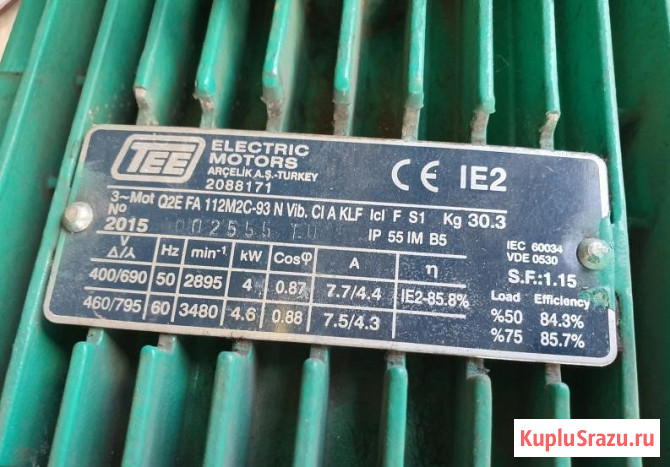 TEE
ELECTRIC
MOTORS
ARÇELİK A.Ş.-TURKEY
2088171
CE IE2
3~Mot Q2E FA 112M2C-93 N Vib. Cl A KLF Icl F S1 Kg 30.3
No
2015 002555 TU IP 55 IM B5
IEC 60034
VDE 0530
V Δ/⅄ Hz min-1 kW Cosφ A η
S.F.:1.15
400/690 50 2895 4 0.87 7.7/4.4 IE2-85.8%
460/795 60 3480 4.6 0.88 7.5/4.3
Load Efficiency
%50 84.3%
%75 85.7%
KupluSrazu.ru